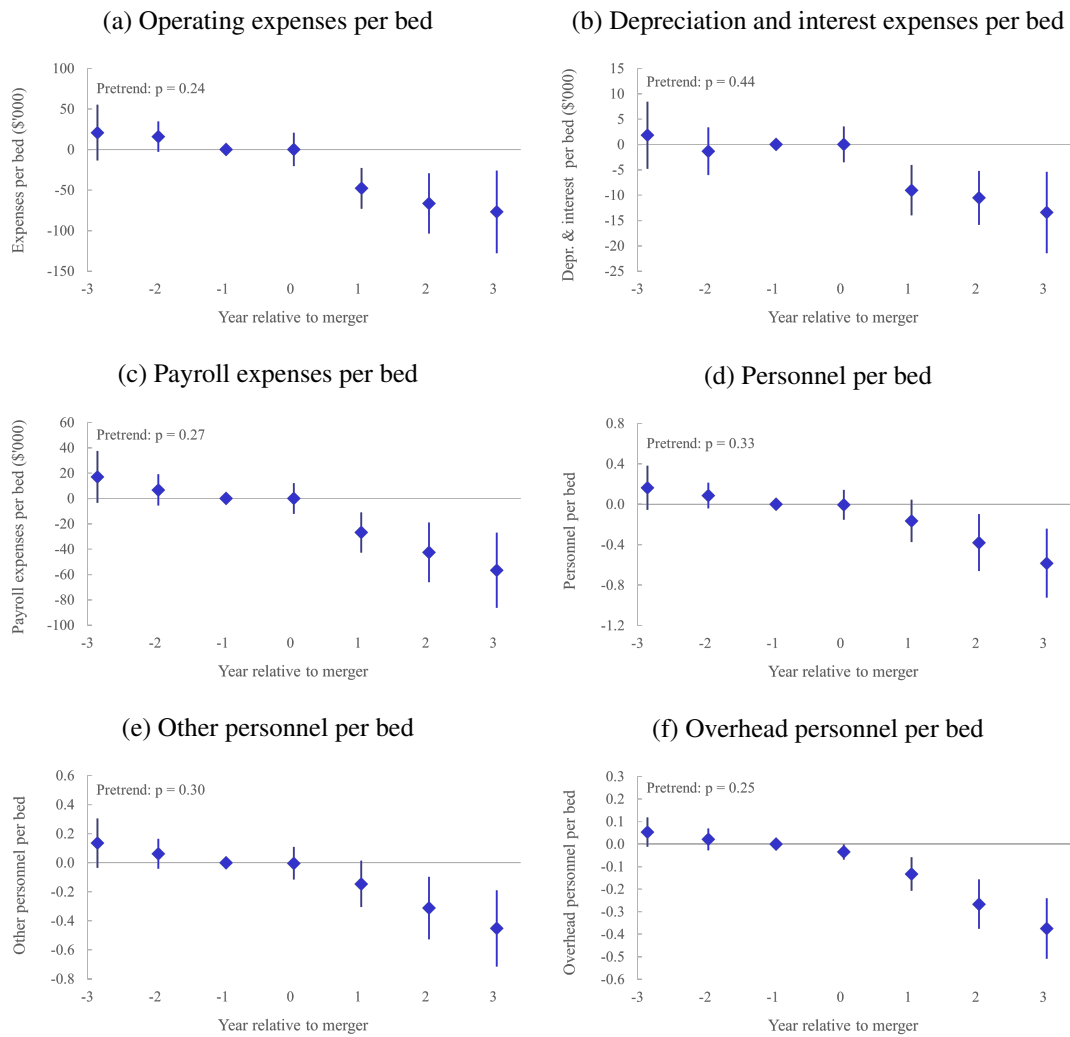 (a) Operating expenses per bed
Expenses per bed ($'000)
Pretrend: p = 0.24
100
50
0
-50
-100
-150
-3 -2 -1 0 1 2 3
Year relative to merger
(b) Depreciation and interest expenses per bed
Depr. & interest per bed ($'000)
Pretrend: p = 0.44
15
10
5
0
-5
-10
-15
-20
-25
-3 -2 -1 0 1 2 3
Year relative to merger
(c) Payroll expenses per bed
Payroll expenses per bed ($'000)
Pretrend: p = 0.27
60
40
20
0
-20
-40
-60
-80
-100
-3 -2 -1 0 1 2 3
Year relative to merger
(d) Personnel per bed
Personnel per bed
Pretrend: p = 0.33
0.8
0.4
0.0
-0.4
-0.8
-1.2
-3 -2 -1 0 1 2 3
Year relative to merger
(e) Other personnel per bed
Other personnel per bed
Pretrend: p = 0.30
0.6
0.4
0.2
0.0
-0.2
-0.4
-0.6
-0.8
-3 -2 -1 0 1 2 3
Year relative to merger
(f) Overhead personnel per bed
Overhead personnel per bed
Pretrend: p = 0.25
0.3
0.2
0.1
0.0
-0.1
-0.2
-0.3
-0.4
-0.5
-0.6
-3 -2 -1 0 1 2 3
Year relative to merger